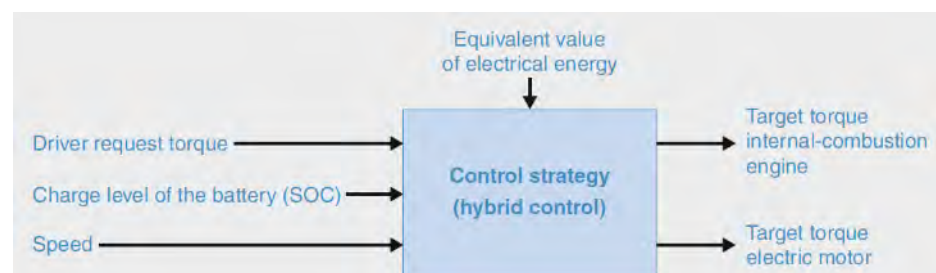 Equivalent value
of electrical energy
Driver request torque
Charge level of the battery (SOC)
Speed
Control strategy
(hybrid control)
Target torque
internal-combustion
engine
Target torque
electric motor